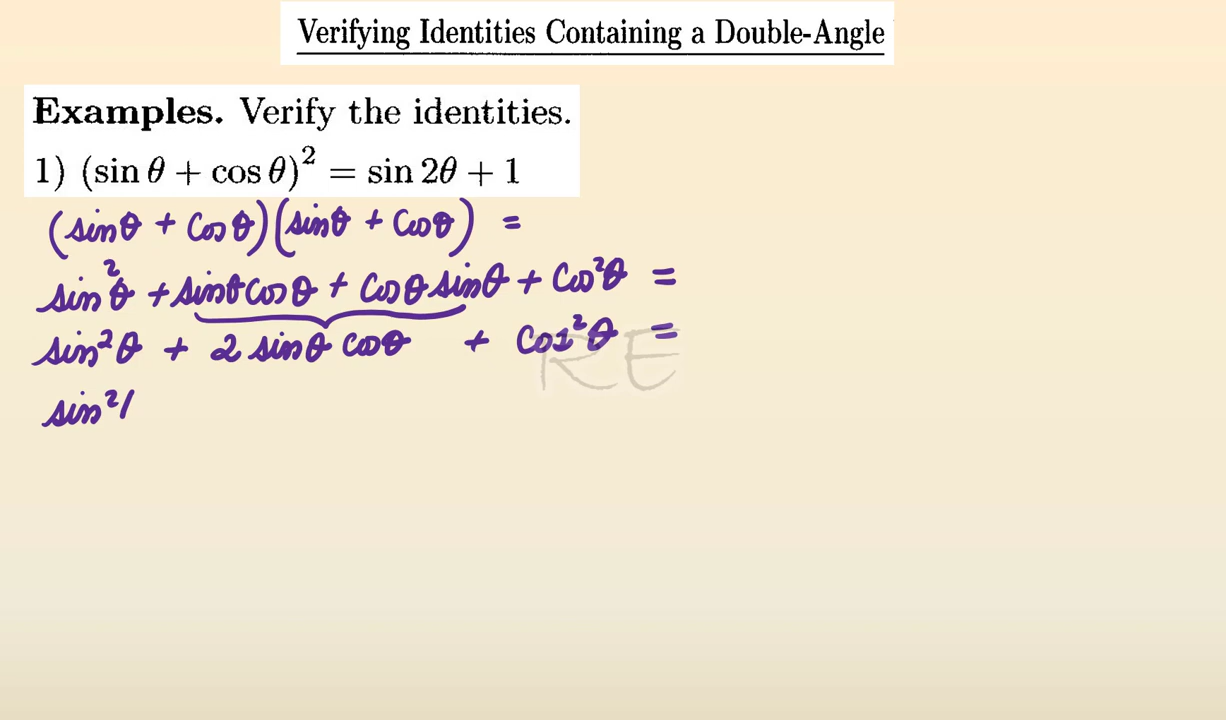 Verifying Identities Containing a Double-Angle
Examples. Verify the identities.
1) (sin θ + cos θ)² = sin 2θ + 1
(sinθ + cosθ)(sinθ + cosθ) =
sin²θ + sinθcosθ + cosθsinθ + cos²θ =
sin²θ + 2 sinθ cosθ + cos²θ =
RE
sin²